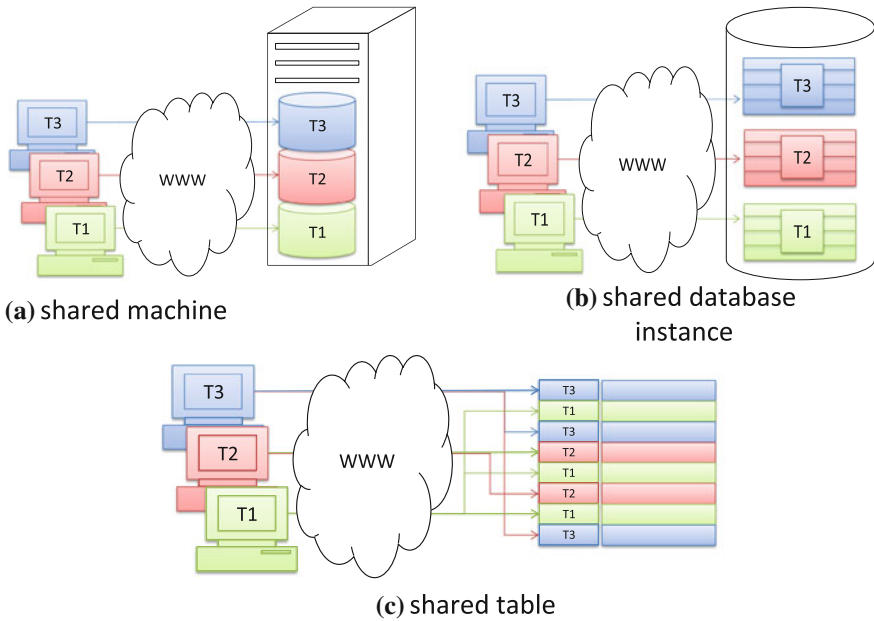 T3
T2
T1
www
T3
T2
T1
(a) shared machine
T3
T2
T1
www
T3
T2
T1
(b) shared database
instance
T3
T2
T1
www
T3
T1
T3
T2
T1
T2
T1
T3
(c) shared table